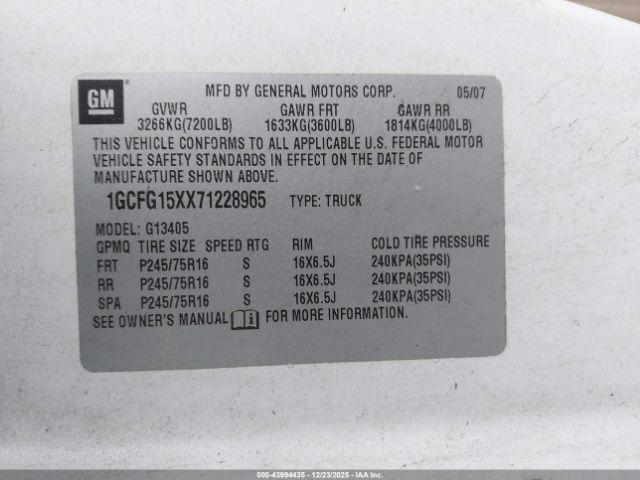 GM
MFD BY GENERAL MOTORS CORP. 05/07
GVWR GAWR FRT GAWR RR
3266KG(7200LB) 1633KG(3600LB) 1814KG(4000LB)
THIS VEHICLE CONFORMS TO ALL APPLICABLE U.S. FEDERAL MOTOR
VEHICLE SAFETY STANDARDS IN EFFECT ON THE DATE OF
MANUFACTURE SHOWN ABOVE.
1GCFG15XX71228965 TYPE: TRUCK
MODEL: G13405
GPMQ TIRE SIZE SPEED RTG RIM COLD TIRE PRESSURE
FRT P245/75R16 S 16X6.5J 240KPA(35PSI)
RR P245/75R16 S 16X6.5J 240KPA(35PSI)
SPA P245/75R16 S 16X6.5J 240KPA(35PSI)
SEE OWNER'S MANUAL i FOR MORE INFORMATION.
000-43994435 - 12/23/2025 - Copart